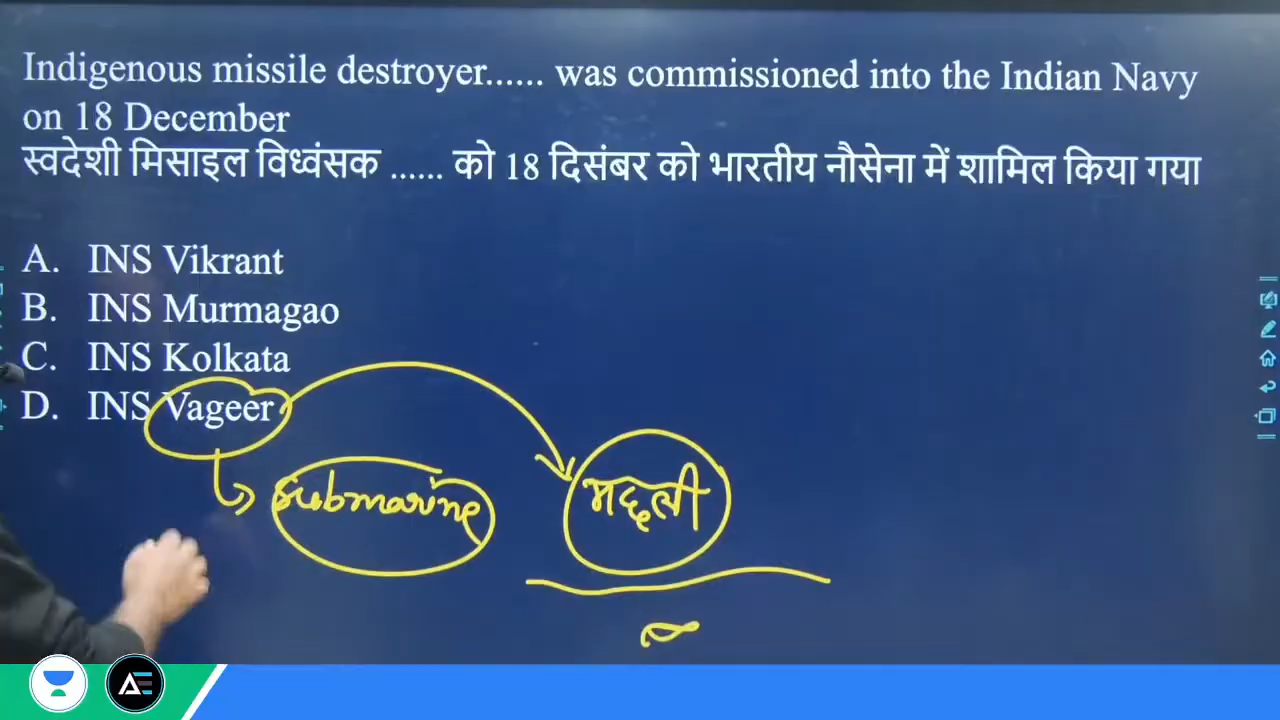 Indigenous missile destroyer...... was commissioned into the Indian Navy
on 18 December
स्वदेशी मिसाइल विध्वंसक ...... को 18 दिसंबर को भारतीय नौसेना में शामिल किया गया
A. INS Vikrant
B. INS Murmagao
C. INS Kolkata
D. INS Vageer
submarine
मछली